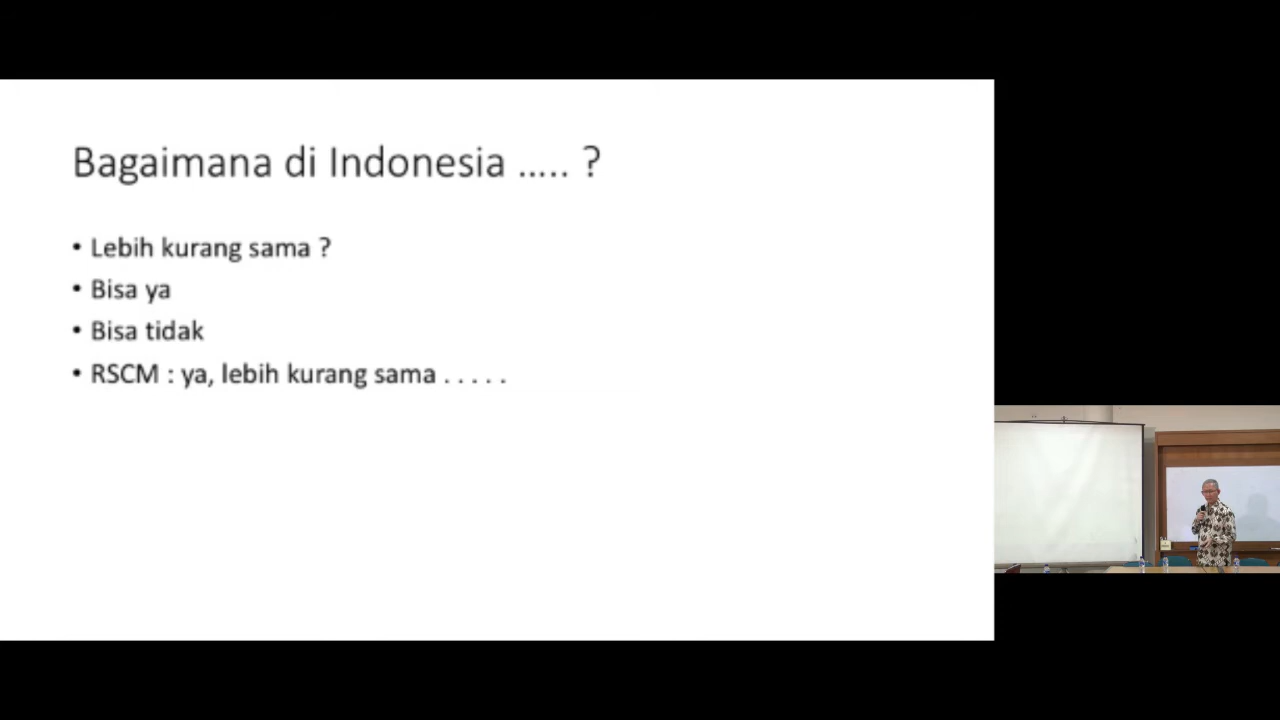 Bagaimana di Indonesia ..... ?
• Lebih kurang sama ?
• Bisa ya
• Bisa tidak
• RSCM : ya, lebih kurang sama . . . . .